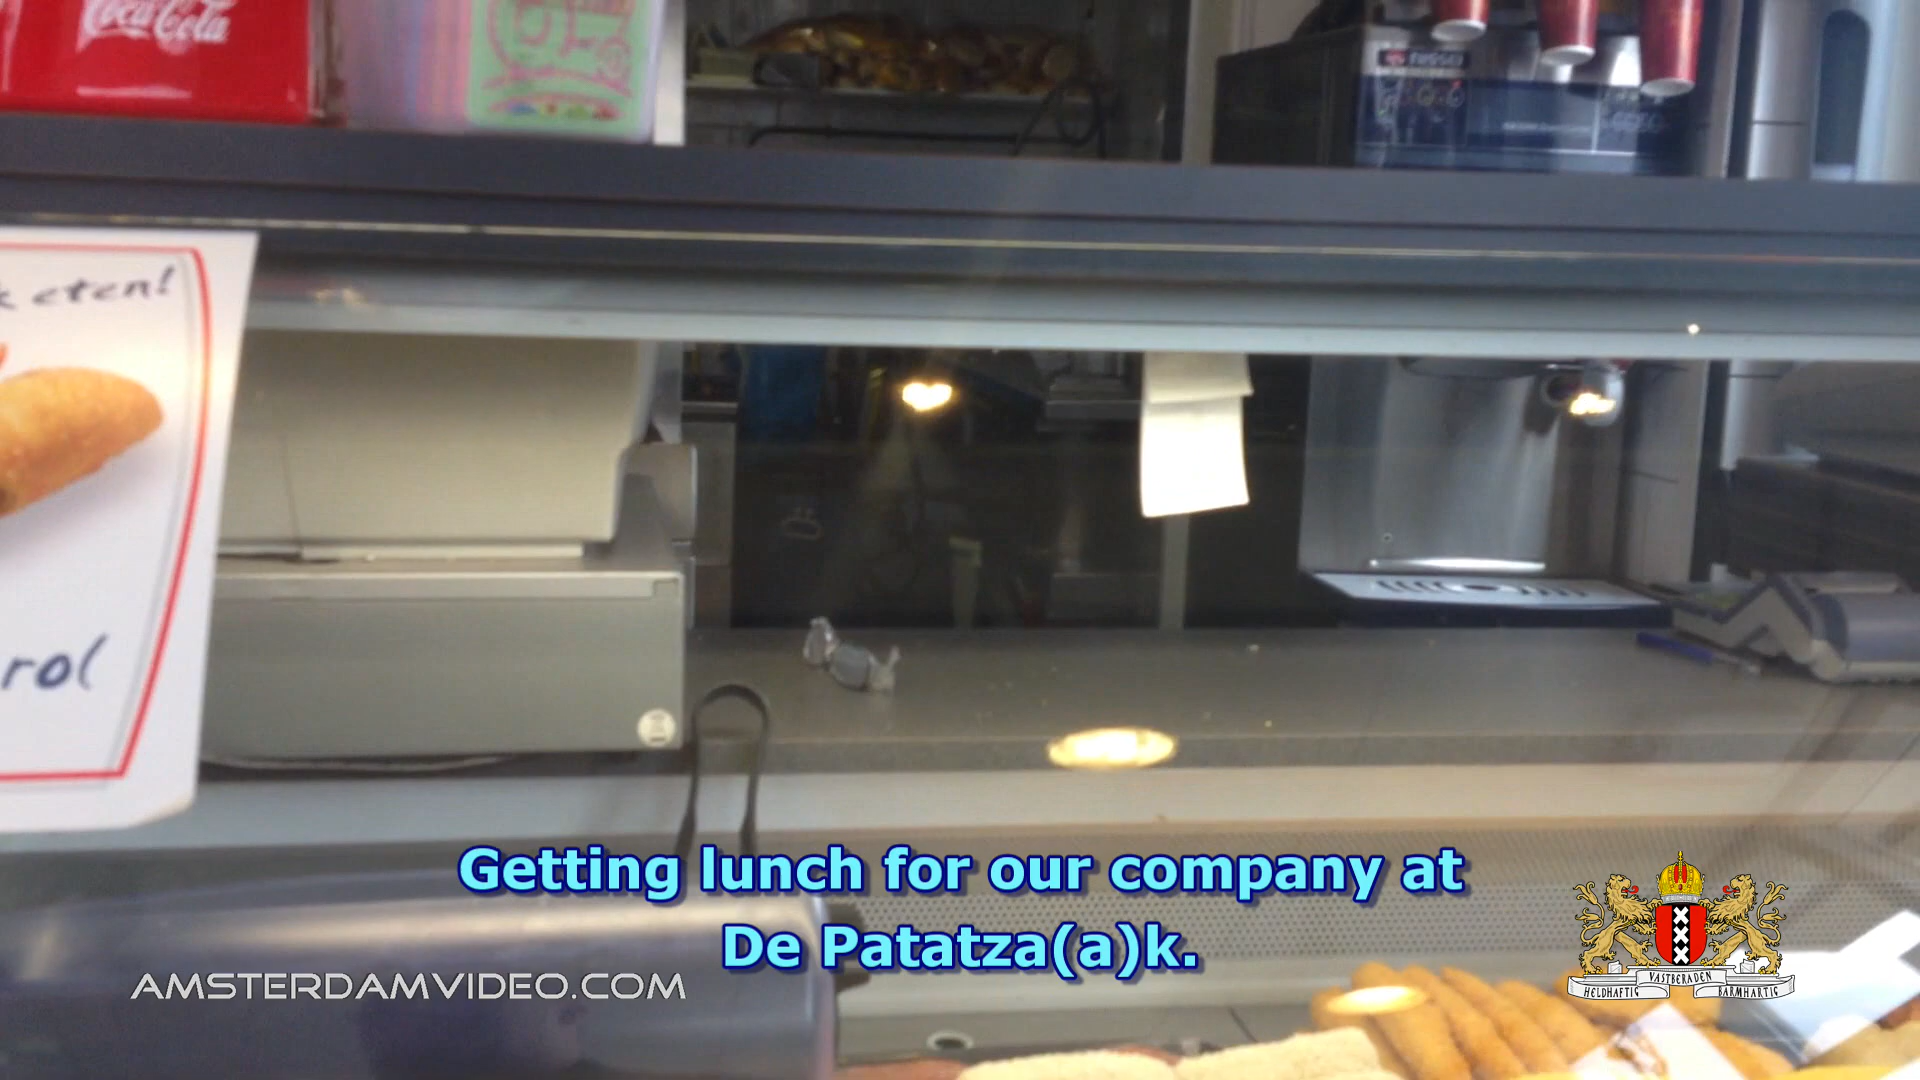 Coca-Cola
eten!
rol
Getting lunch for our company at
De Patatza(a)k.
AMSTERDAMVIDEO.COM
HELDHAFTIG VASTBERADEN BARMHARTIG